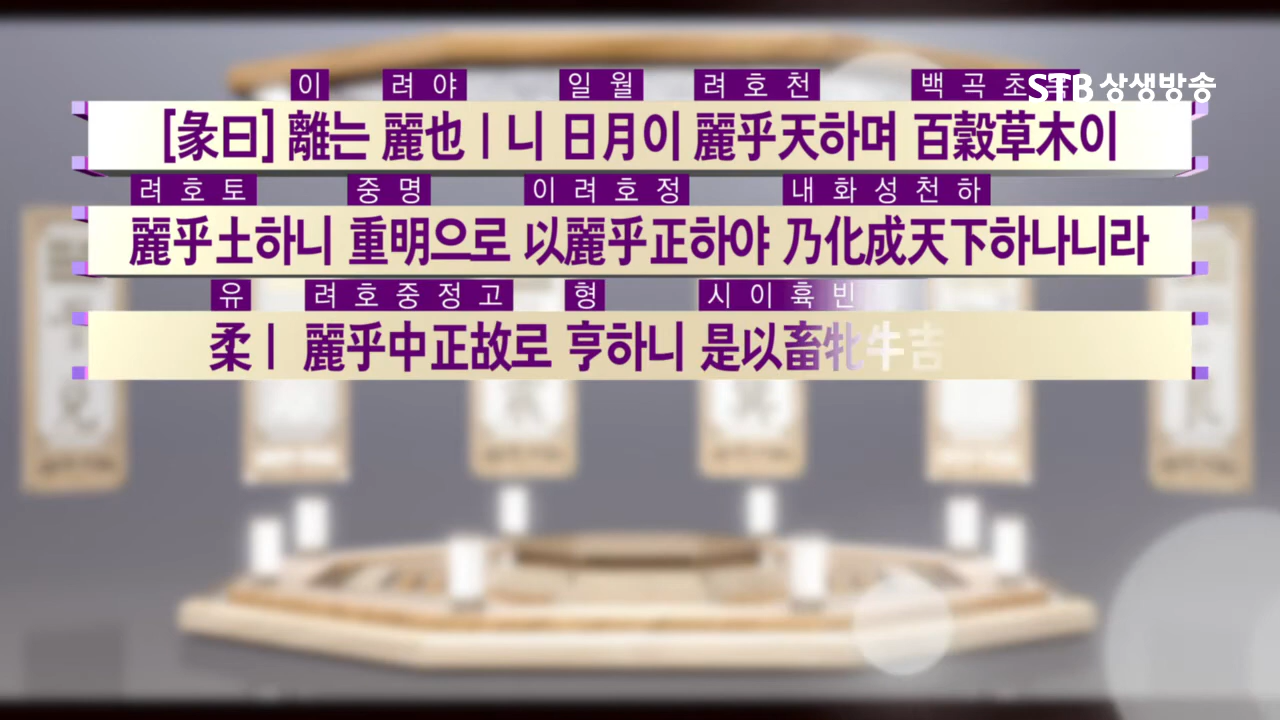 STB 상생방송
이 려야 일월 려호천 백곡초
[彖曰] 離는 麗也ㅣ니 日月이 麗乎天하며 百穀草木이
려호토 중명 이려호정 내화성천하
麗乎土하니 重明으로 以麗乎正하야 乃化成天下하나니라
유 려호중정고 형 시이휵빈
柔ㅣ 麗乎中正故로 亨하니 是以畜牝牛吉